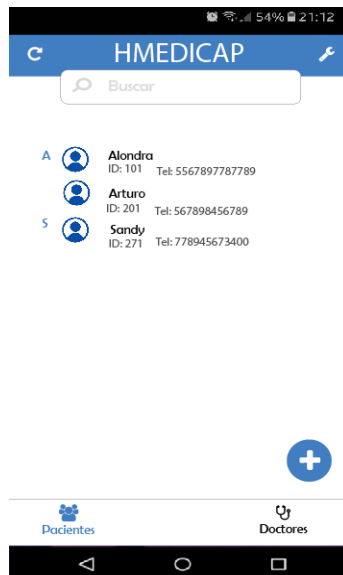 54% 21:12
HMEDICAP
Buscar
A Alondra
ID: 101 Tel: 5567897787789
Arturo
ID: 201 Tel: 567898456789
S Sandy
ID: 271 Tel: 778945673400
Pacientes Doctores